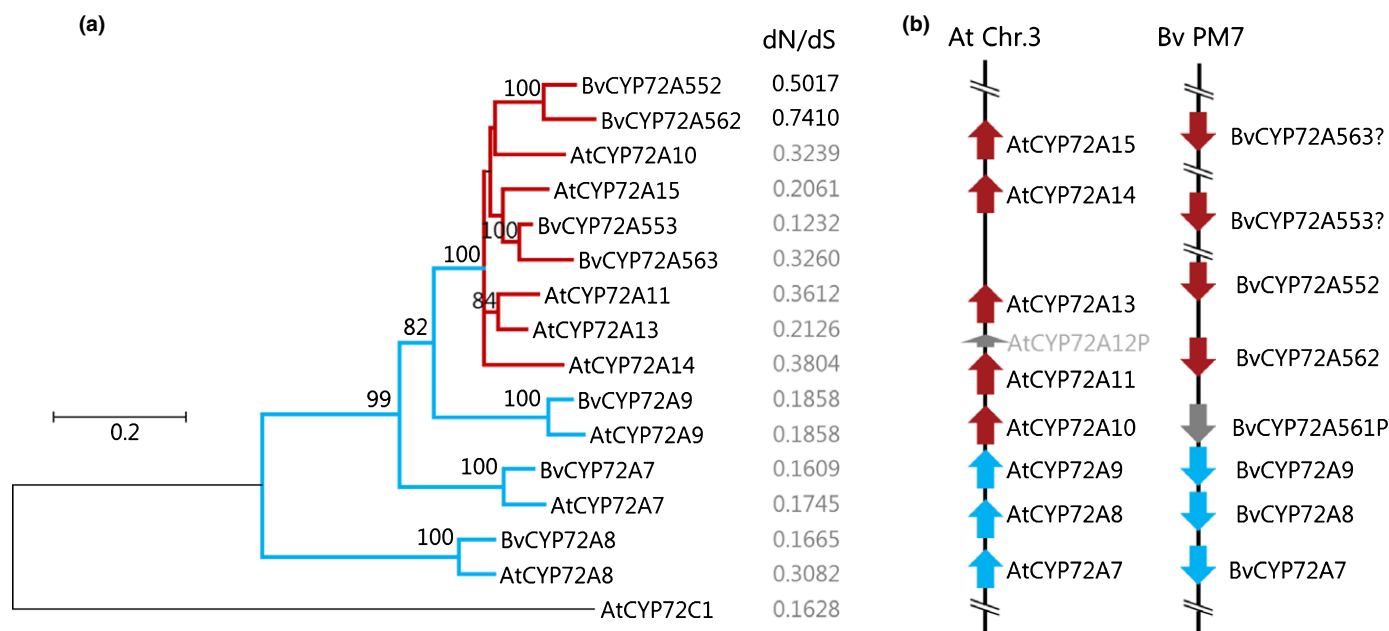 (a)
dN/dS
100 BvCYP72A552 0.5017
BvCYP72A562 0.7410
AtCYP72A10 0.3239
AtCYP72A15 0.2061
BvCYP72A553 0.1232
100
BvCYP72A563 0.3260
100
AtCYP72A11 0.3612
84
AtCYP72A13 0.2126
82
AtCYP72A14 0.3804
99
100 BvCYP72A9 0.1858
AtCYP72A9 0.1858
0.2
100 BvCYP72A7 0.1609
AtCYP72A7 0.1745
100 BvCYP72A8 0.1665
AtCYP72A8 0.3082
AtCYP72C1 0.1628
(b)
At Chr.3
AtCYP72A15
AtCYP72A14
AtCYP72A13
AtCYP72A12P
AtCYP72A11
AtCYP72A10
AtCYP72A9
AtCYP72A8
AtCYP72A7
Bv PM7
BvCYP72A563?
BvCYP72A553?
BvCYP72A552
BvCYP72A562
BvCYP72A561P
BvCYP72A9
BvCYP72A8
BvCYP72A7